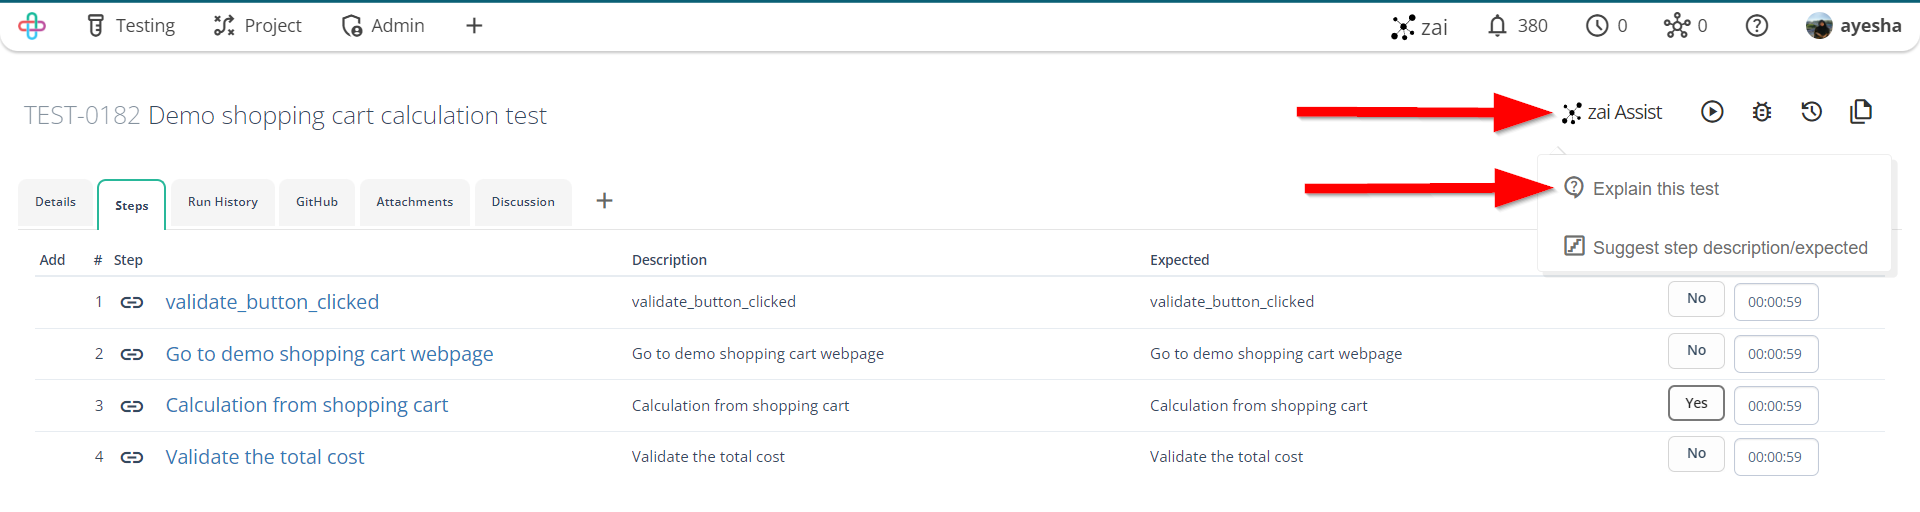 Testing Project Admin zai 380 0 0 ayesha
TEST-0182 Demo shopping cart calculation test zai Assist
Explain this test
Details Steps Run History GitHub Attachments Discussion
Suggest step description/expected
Add # Step Description Expected
1 validate_button_clicked validate_button_clicked validate_button_clicked No 00:00:59
2 Go to demo shopping cart webpage Go to demo shopping cart webpage Go to demo shopping cart webpage No 00:00:59
3 Calculation from shopping cart Calculation from shopping cart Calculation from shopping cart Yes 00:00:59
4 Validate the total cost Validate the total cost Validate the total cost No 00:00:59